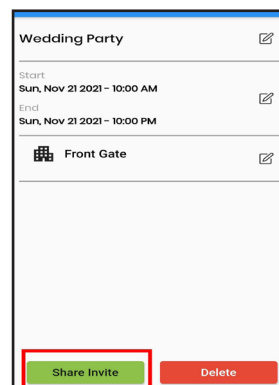 Wedding Party
Start
Sun, Nov 21 2021 - 10:00 AM
End
Sun, Nov 21 2021 - 10:00 PM
Front Gate
Share Invite
Delete